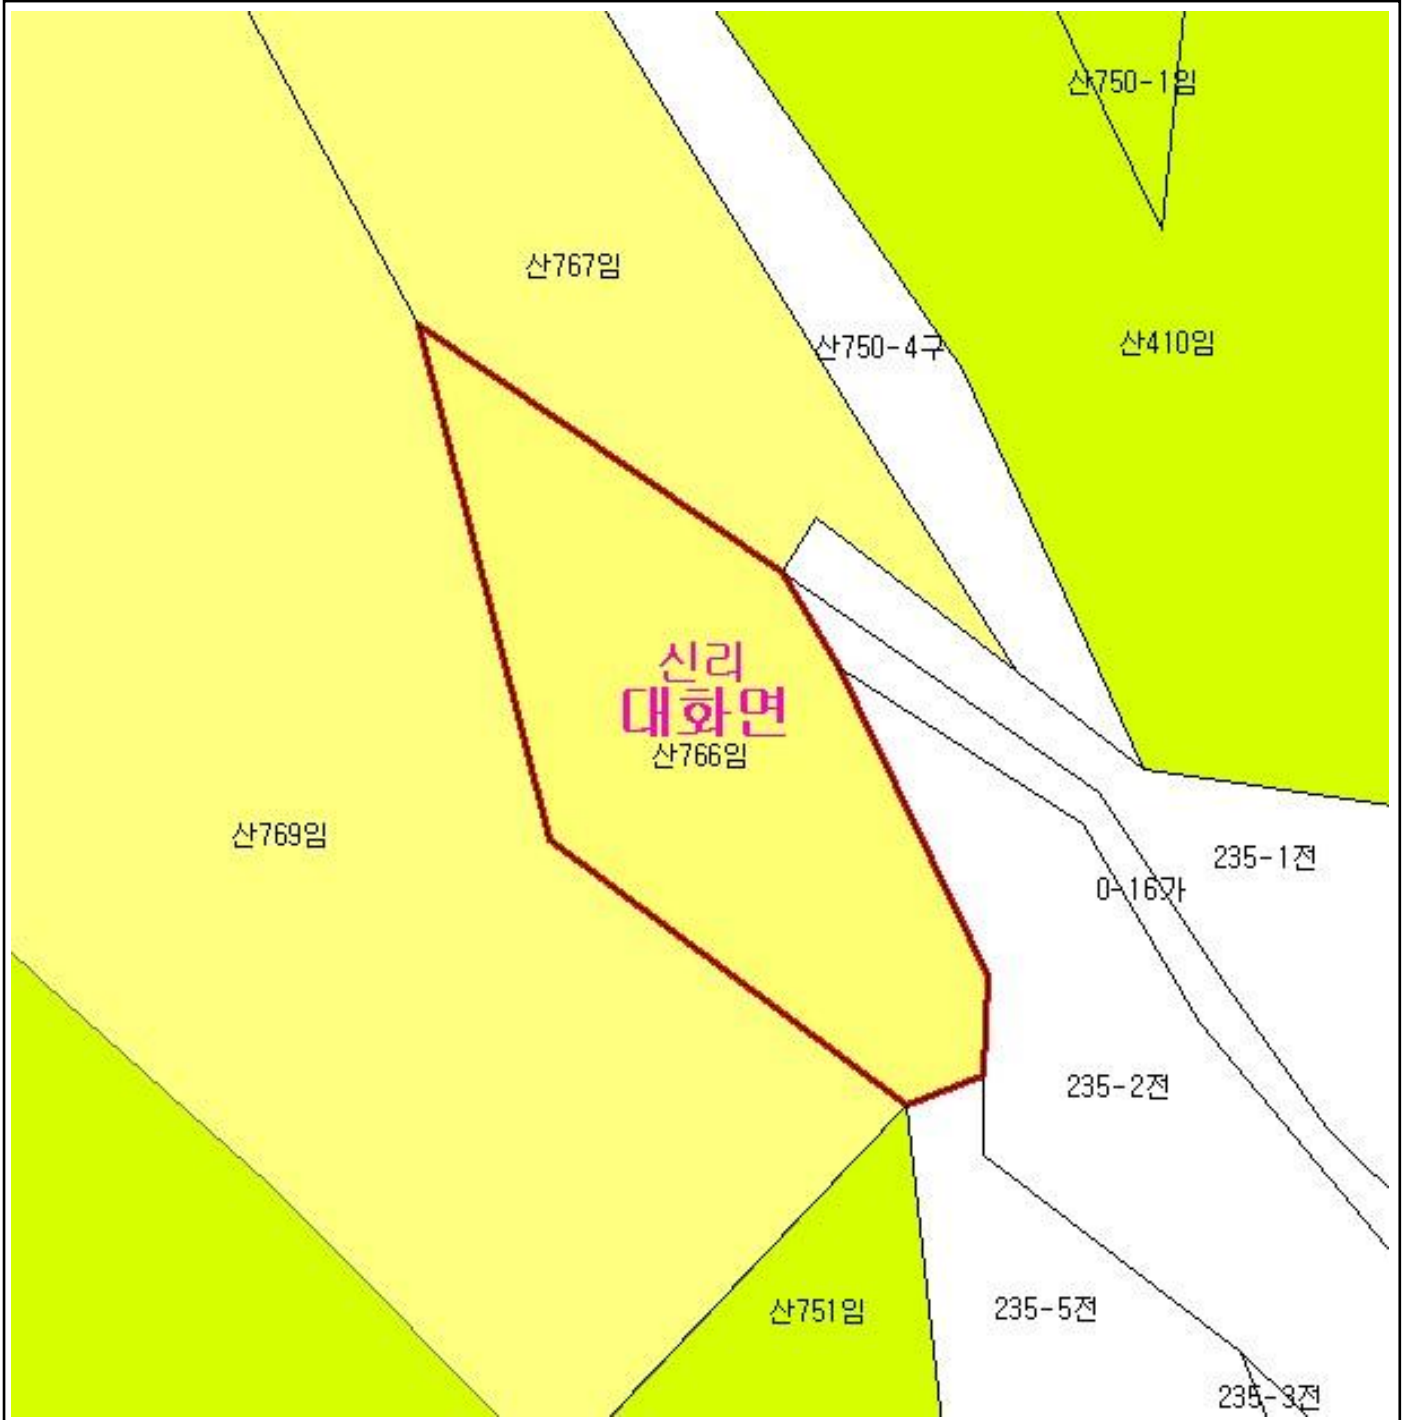 산750-1임
산767임
산750-4구
산410임
신리
대화면
산766임
산769임
235-1전
0-16가
235-2전
산751임
235-5전
235-3전